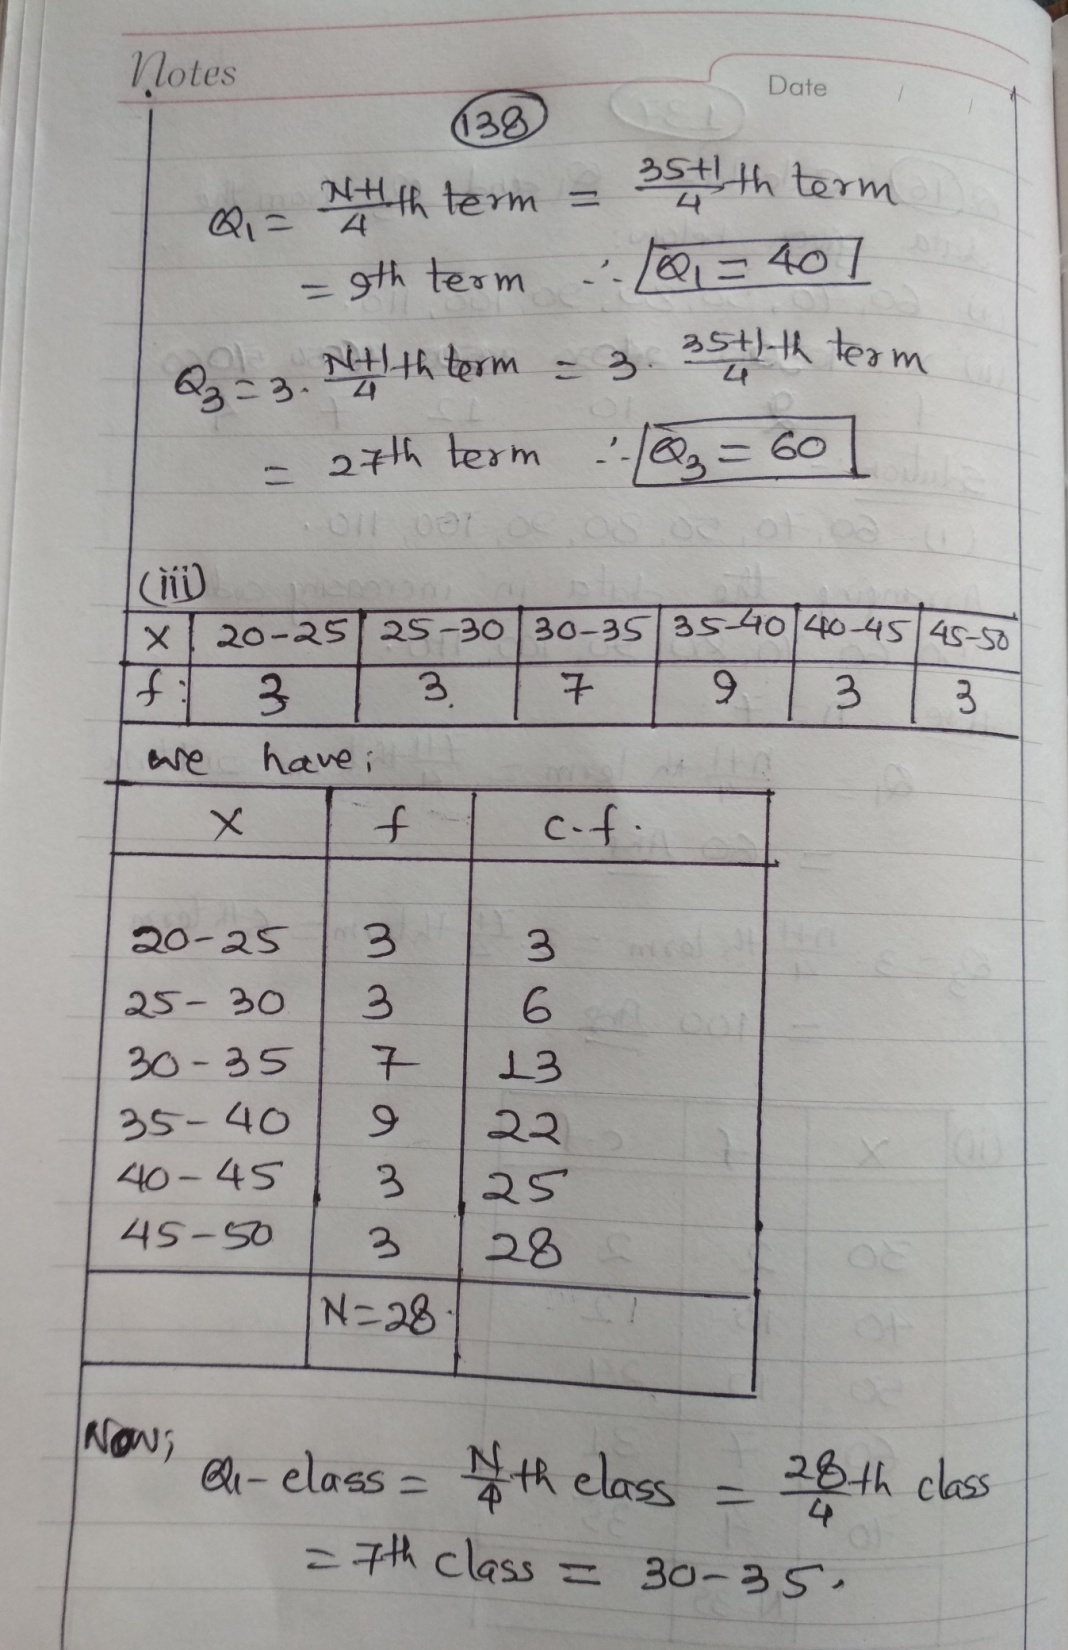 Notes
Date / /
138
Q₁ = N+1/4 th term = 35+1/4 th term
= 9th term ∴ Q₁ = 40
Q₃ = 3. N+1/4 th term = 3. 35+1/4 th term
= 27th term ∴ Q₃ = 60
(iii)
X 20-25 25-30 30-35 35-40 40-45 45-50
f: 3 3 7 9 3 3
we have;
X f c.f.
20-25 3 3
25-30 3 6
30-35 7 13
35-40 9 22
40-45 3 25
45-50 3 28
N=28
Now;
Q₁-class = N/4 th class = 28/4 th class
= 7th class = 30-35.